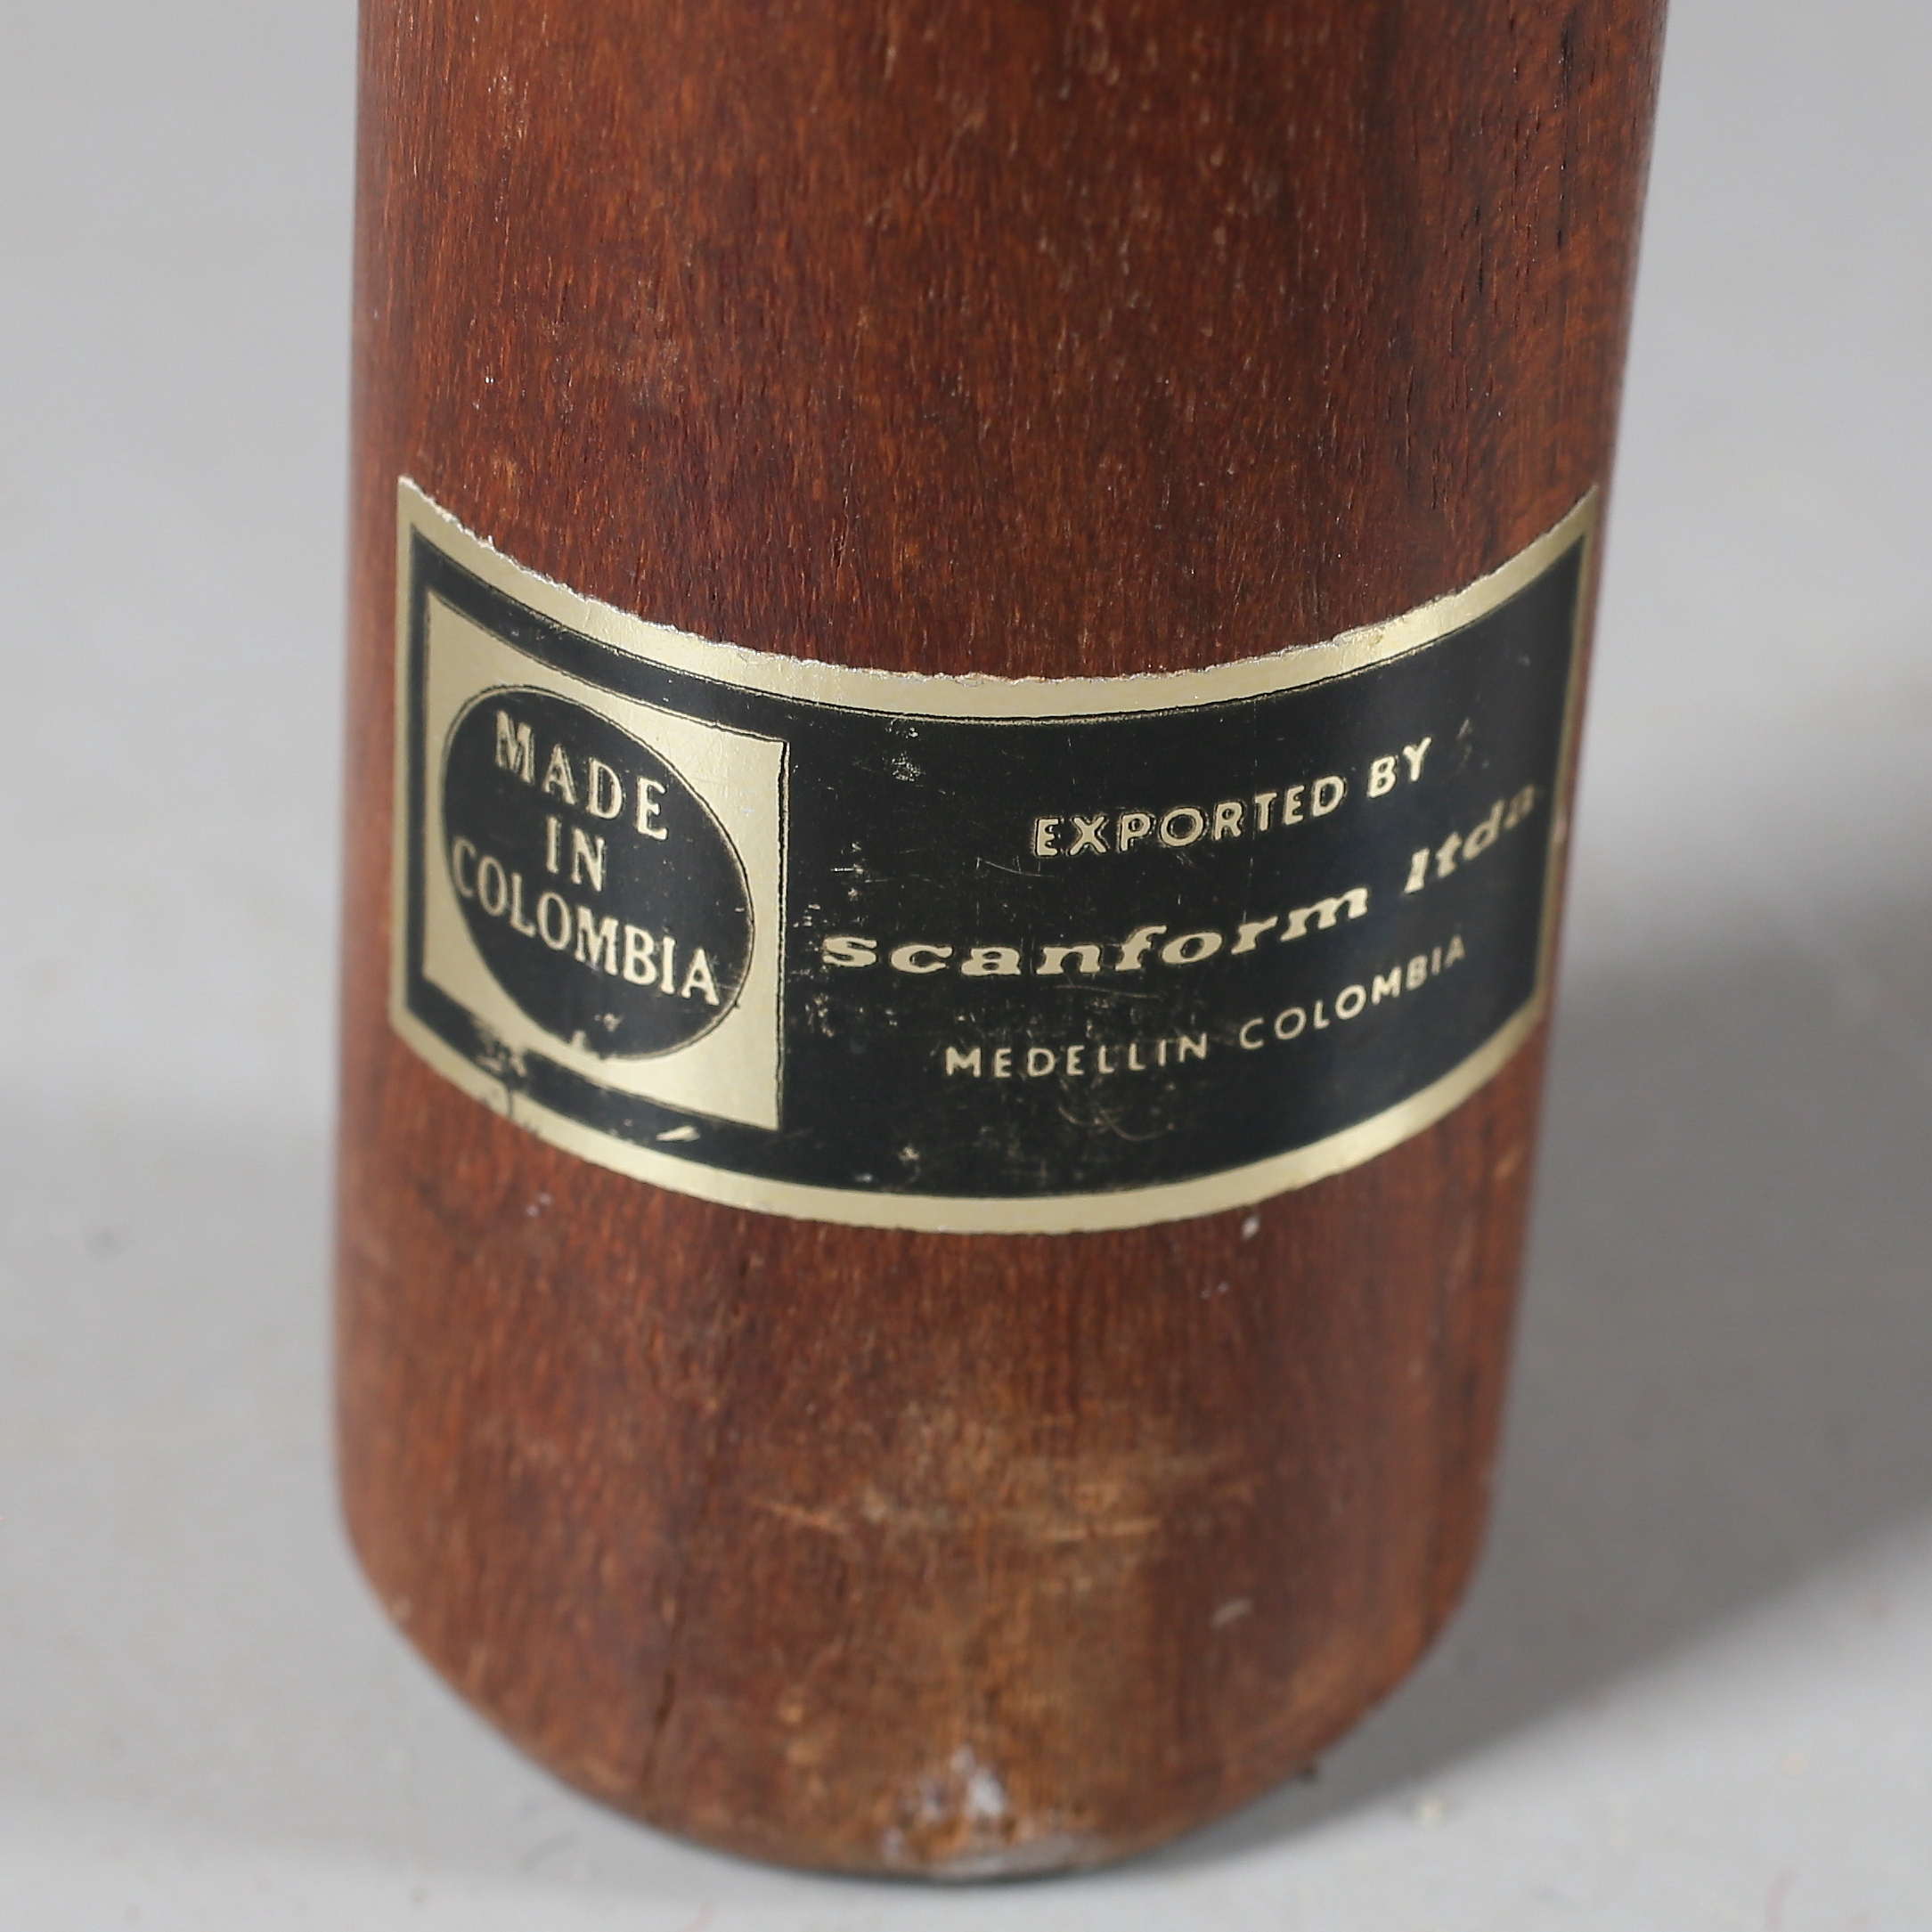 MADE
IN
COLOMBIA
EXPORTED BY
scanform ltda
MEDELLIN COLOMBIA